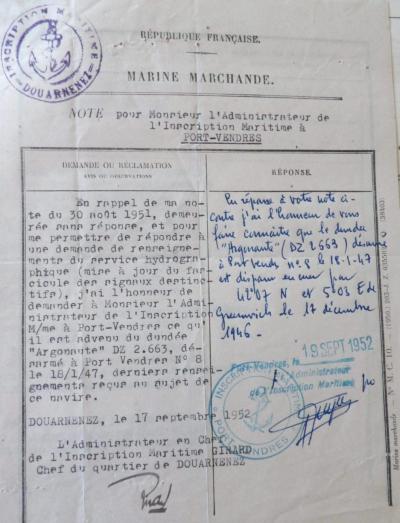 INSCRIPTION MARITIME
DOUARNENEZ
RÉPUBLIQUE FRANÇAISE.
MARINE MARCHANDE.
NOTE pour Monsieur l'Administrateur de
l'Inscription Maritime à
PORT-VENDRES
DEMANDE OU RÉCLAMATION
AVIS OU OBSERVATIONS
En rappel de ma no-
te du 30 août 1951, demeu-
rée sans réponse, et pour
me permettre de répondre à
une demande de renseigne-
ments du service hydrogra-
phique (mise à jour du fas-
cicule des signaux distinc-
tifs), j'ai l'honneur de
demander à Monsieur l'Admi-
nistrateur de l'Inscription
M/me à Port-Vendres ce qu'
il est advenu du dundée
"Argonaute" DZ 2.663, dé-
sarmé à Port Vendres N° 8
le 18/1/47, derniers rensei-
gnements reçus au sujet de
ce navire.
DOUARNENEZ, le 17 septembre 1952
L'Administrateur en Chef
de l'Inscription Maritime GIRARD
Chef du quartier de DOUARNENEZ
RÉPONSE.
En réponse à votre note ci-
contre j'ai l'honneur de vous
faire connaître que le dundee
"Argonaute" (DZ 2663) désarmé
à Port Vendres n° 8 le 18-1-47
est disparu en mer par
42°07 N et 5°03 E de
Greenwich le 17 décembre
1946.
Port-Vendres, le 19 SEPT 1952
Administrateur
de l'Inscription Maritime
INSCRIPTION MARITIME
PORT-VENDRES
Marine marchande — N° M. C. 10.